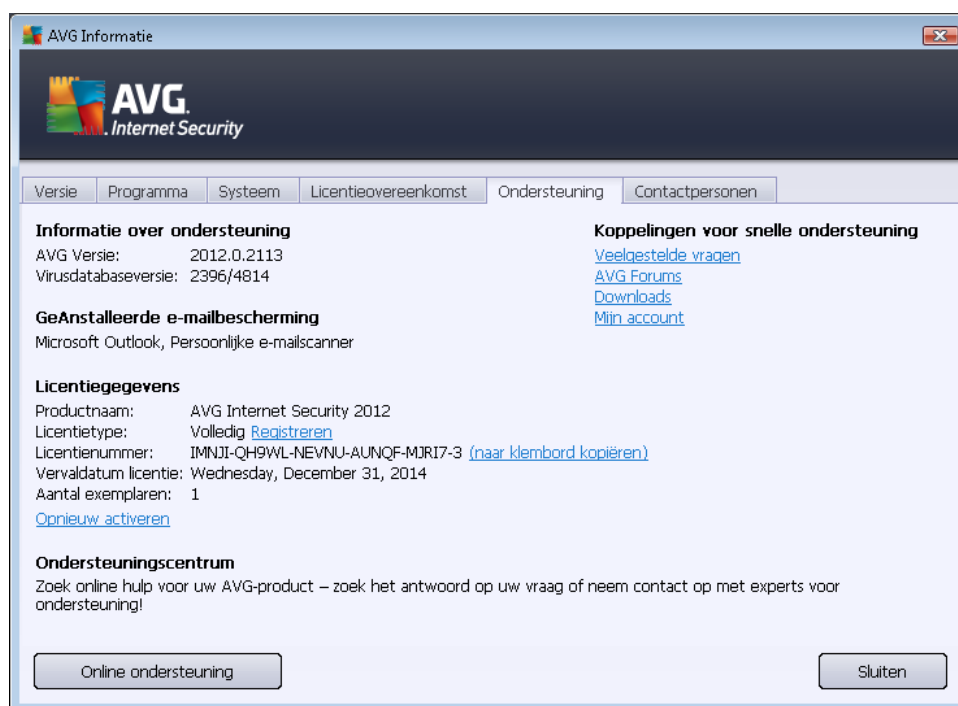 AVG Informatie
AVG.
Internet Security
Versie Programma Systeem Licentieovereenkomst Ondersteuning Contactpersonen
Informatie over ondersteuning
AVG Versie: 2012.0.2113
Virusdatabaseversie: 2396/4814
GeAnstalleerde e-mailbescherming
Microsoft Outlook, Persoonlijke e-mailscanner
Licentiegegevens
Productnaam: AVG Internet Security 2012
Licentietype: Volledig Registreren
Licentienummer: IMNJI-QH9WL-NEVNU-AUNQF-MJRI7-3 (naar klembord kopiëren)
Vervaldatum licentie: Wednesday, December 31, 2014
Aantal exemplaren: 1
Opnieuw activeren
Ondersteuningscentrum
Zoek online hulp voor uw AVG-product – zoek het antwoord op uw vraag of neem contact op met experts voor
ondersteuning!
Koppelingen voor snelle ondersteuning
Veelgestelde vragen
AVG Forums
Downloads
Mijn account
Online ondersteuning
Sluiten